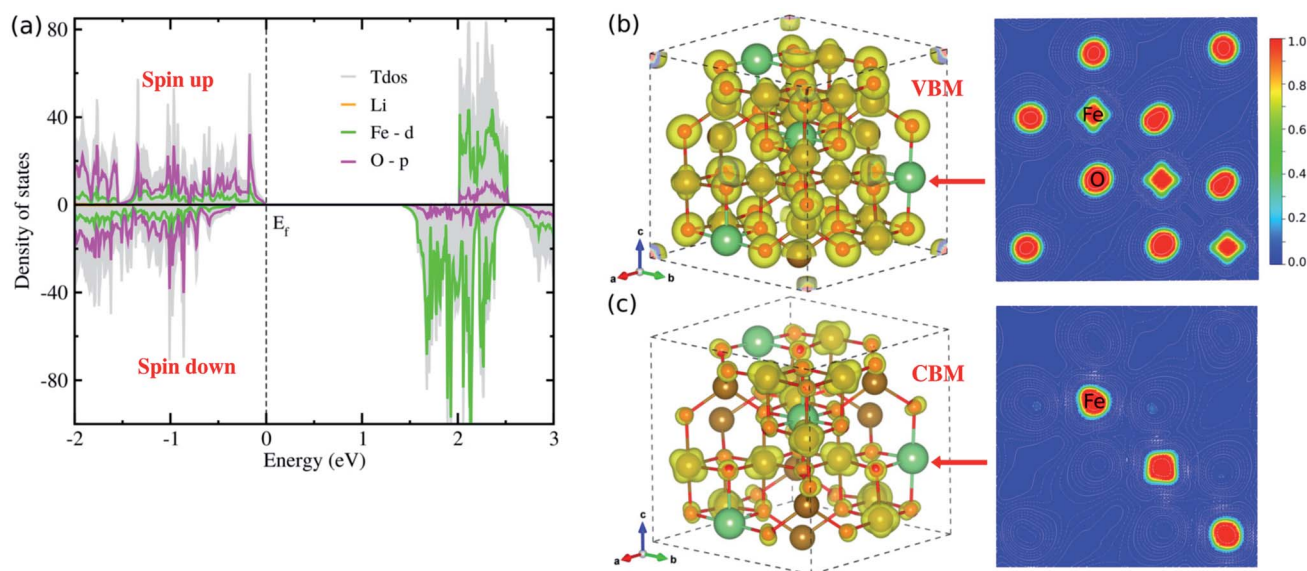 (a)
80
40
0
-40
-80
Density of states
Spin up
Spin down
Tdos
Li
Fe - d
O - p
E_f
-2
-1
0
1
2
3
Energy (eV)
(b)
VBM
c
a
b
Fe
O
1.0
0.8
0.6
0.4
0.2
0.0
(c)
CBM
c
a
b
Fe